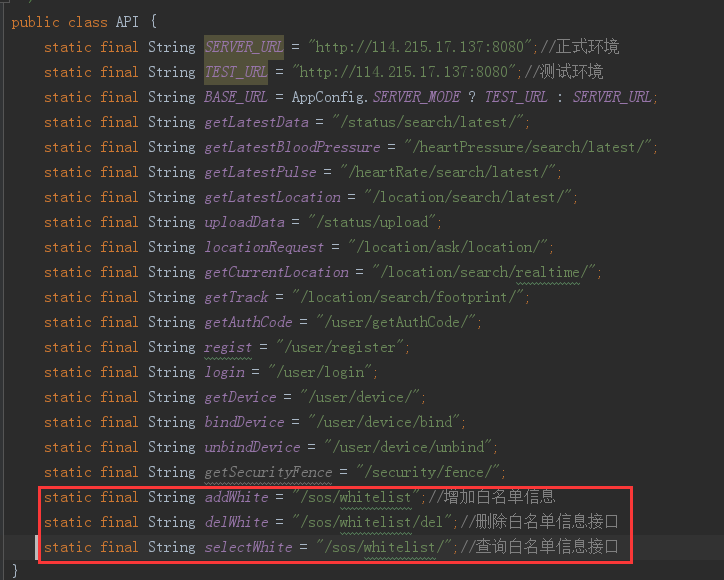 public class API {
static final String SERVER_URL = "http://114.215.17.137:8080";//正式环境
static final String TEST_URL = "http://114.215.17.137:8080";//测试环境
static final String BASE_URL = AppConfig.SERVER_MODE ? TEST_URL : SERVER_URL;
static final String getLatestData = "/status/search/latest/";
static final String getLatestBloodPressure = "/heartPressure/search/latest/";
static final String getLatestPulse = "/heartRate/search/latest/";
static final String getLatestLocation = "/location/search/latest/";
static final String uploadData = "/status/upload";
static final String locationRequest = "/location/ask/location/";
static final String getCurrentLocation = "/location/search/realtime/";
static final String getTrack = "/location/search/footprint/";
static final String getAuthCode = "/user/getAuthCode/";
static final String regist = "/user/register";
static final String login = "/user/login";
static final String getDevice = "/user/device/";
static final String bindDevice = "/user/device/bind";
static final String unbindDevice = "/user/device/unbind";
static final String getSecurityFence = "/security/fence/";
static final String addWhite = "/sos/whitelist";//增加白名单信息
static final String delWhite = "/sos/whitelist/del";//删除白名单信息接口
static final String selectWhite = "/sos/whitelist/";//查询白名单信息接口
}